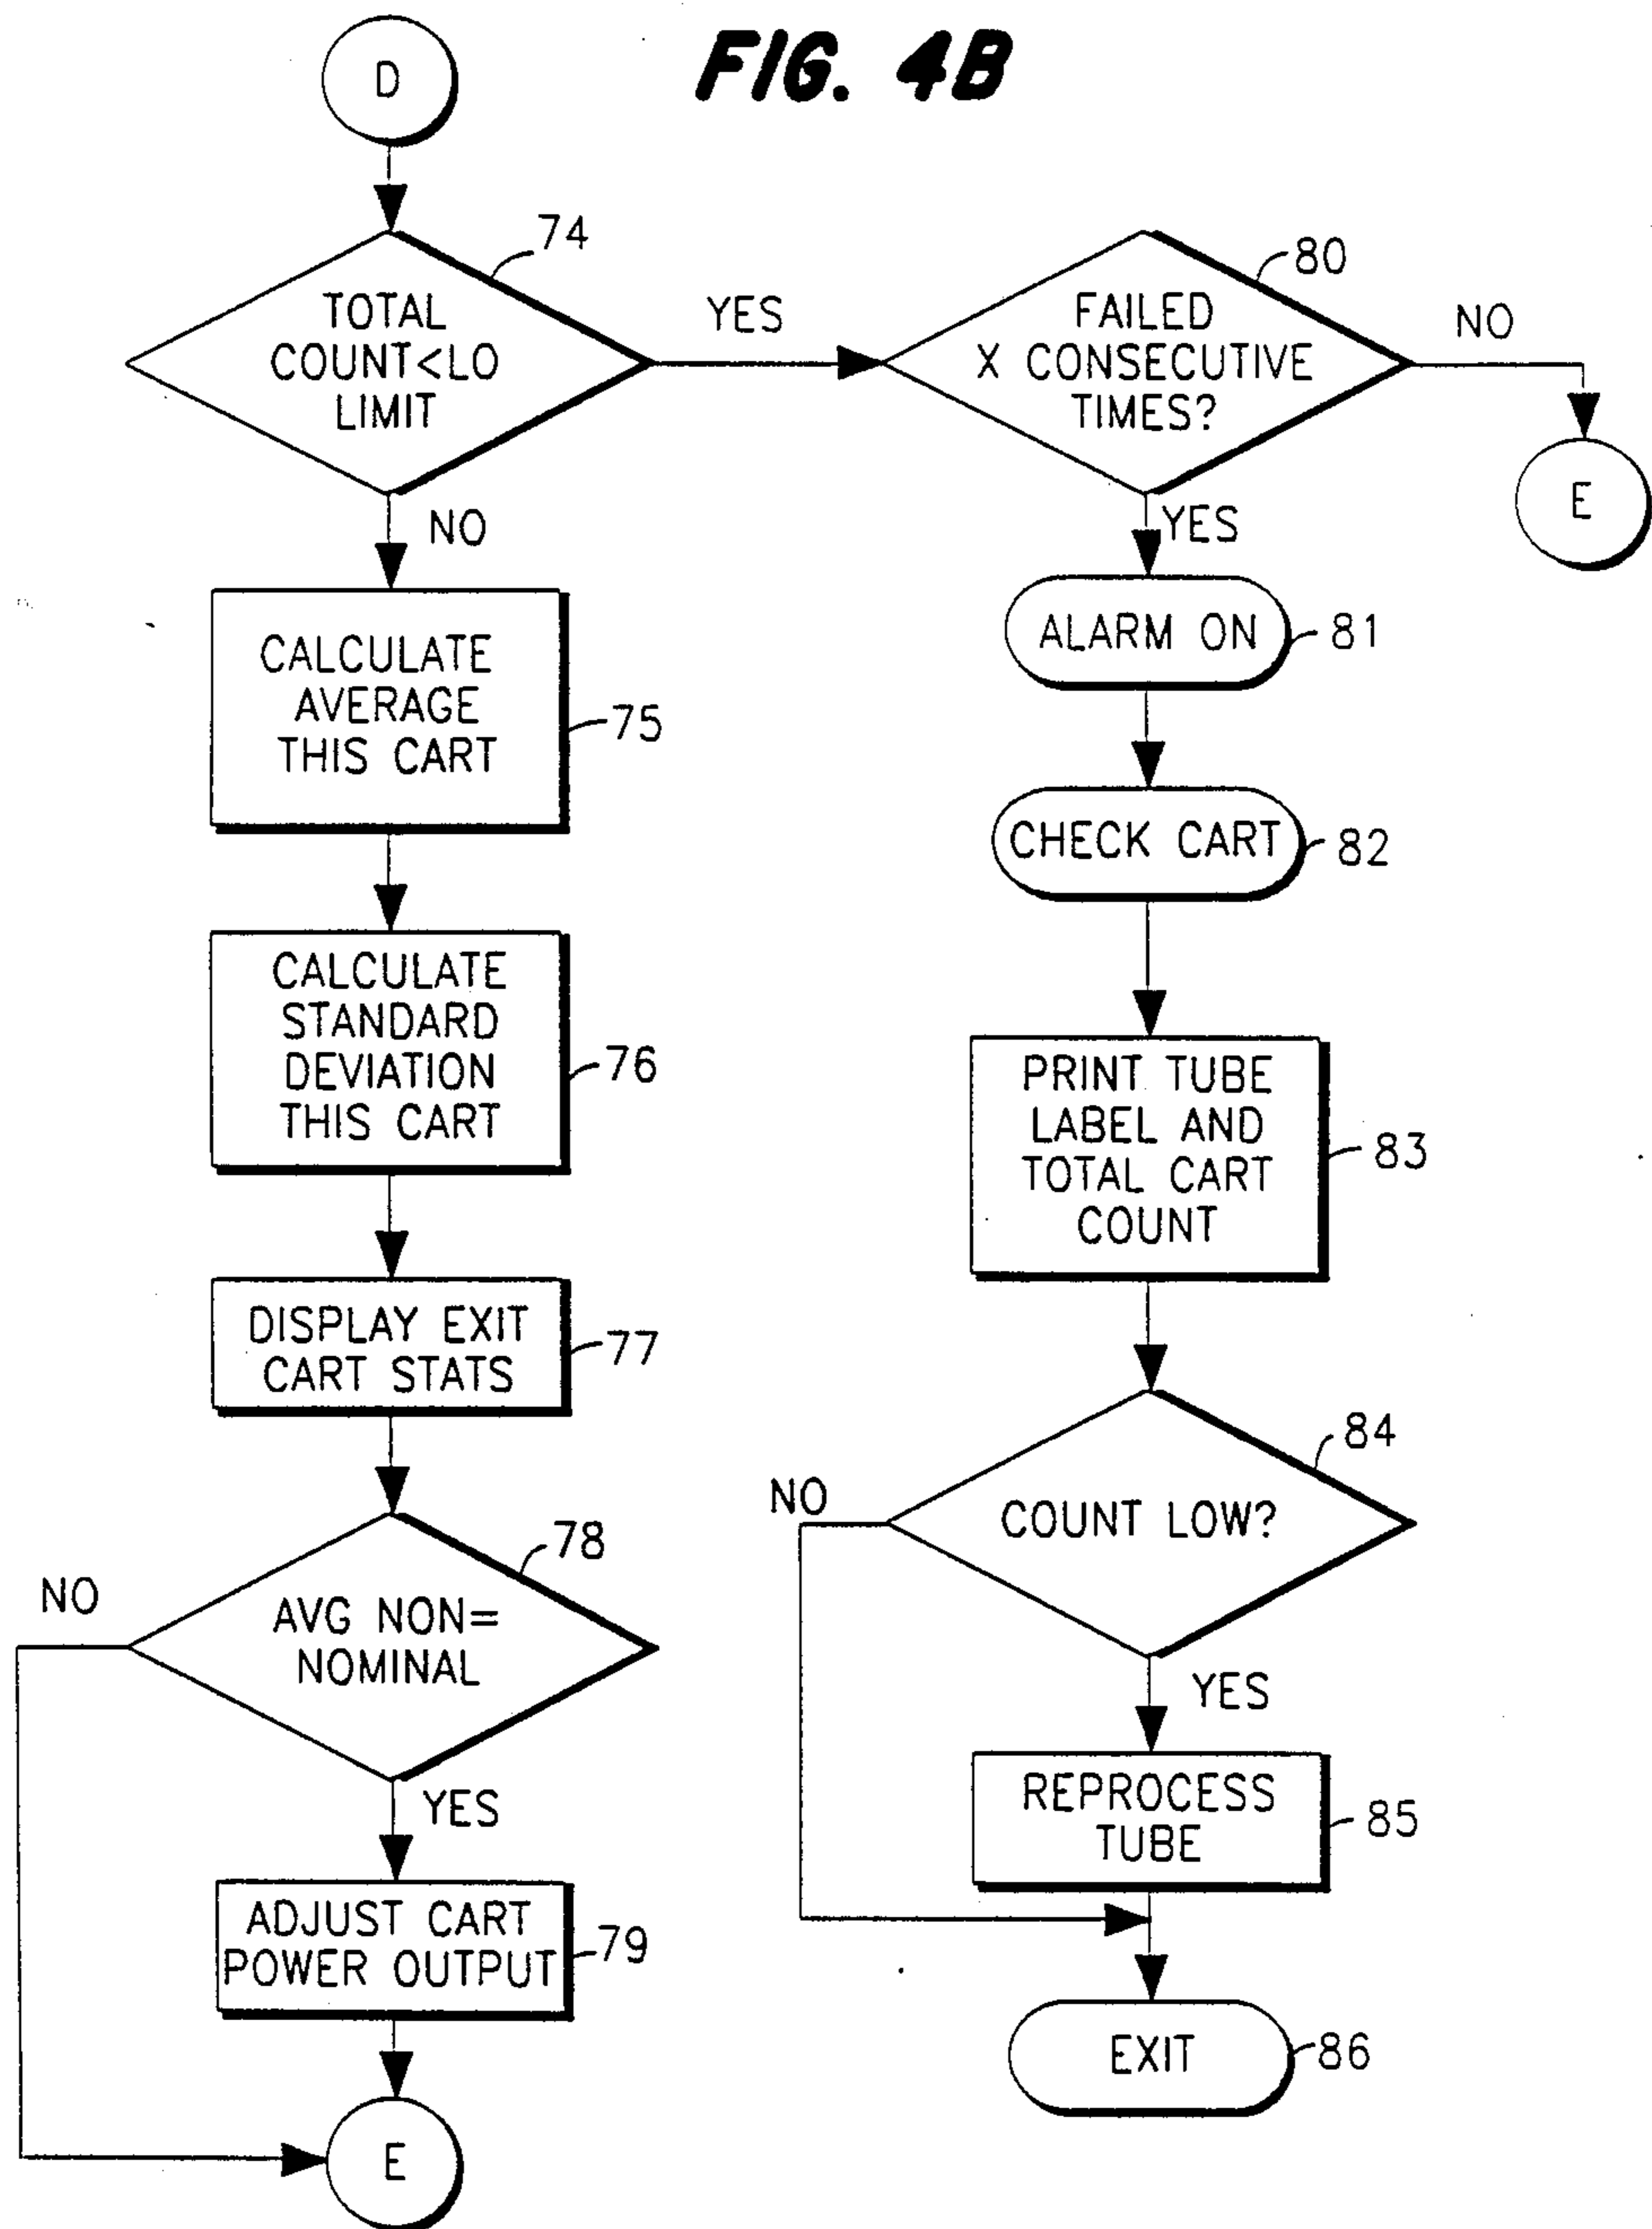 FIG. 4B
D
74
TOTAL
COUNT<LO
LIMIT
YES
NO
80
FAILED
X CONSECUTIVE
TIMES?
NO
E
YES
CALCULATE
AVERAGE
THIS CART
75
CALCULATE
STANDARD
DEVIATION
THIS CART
76
DISPLAY EXIT
CART STATS
77
78
AVG NON=
NOMINAL
NO
YES
ADJUST CART
POWER OUTPUT
79
E
ALARM ON
81
CHECK CART
82
PRINT TUBE
LABEL AND
TOTAL CART
COUNT
83
84
COUNT LOW?
NO
YES
REPROCESS
TUBE
85
EXIT
86